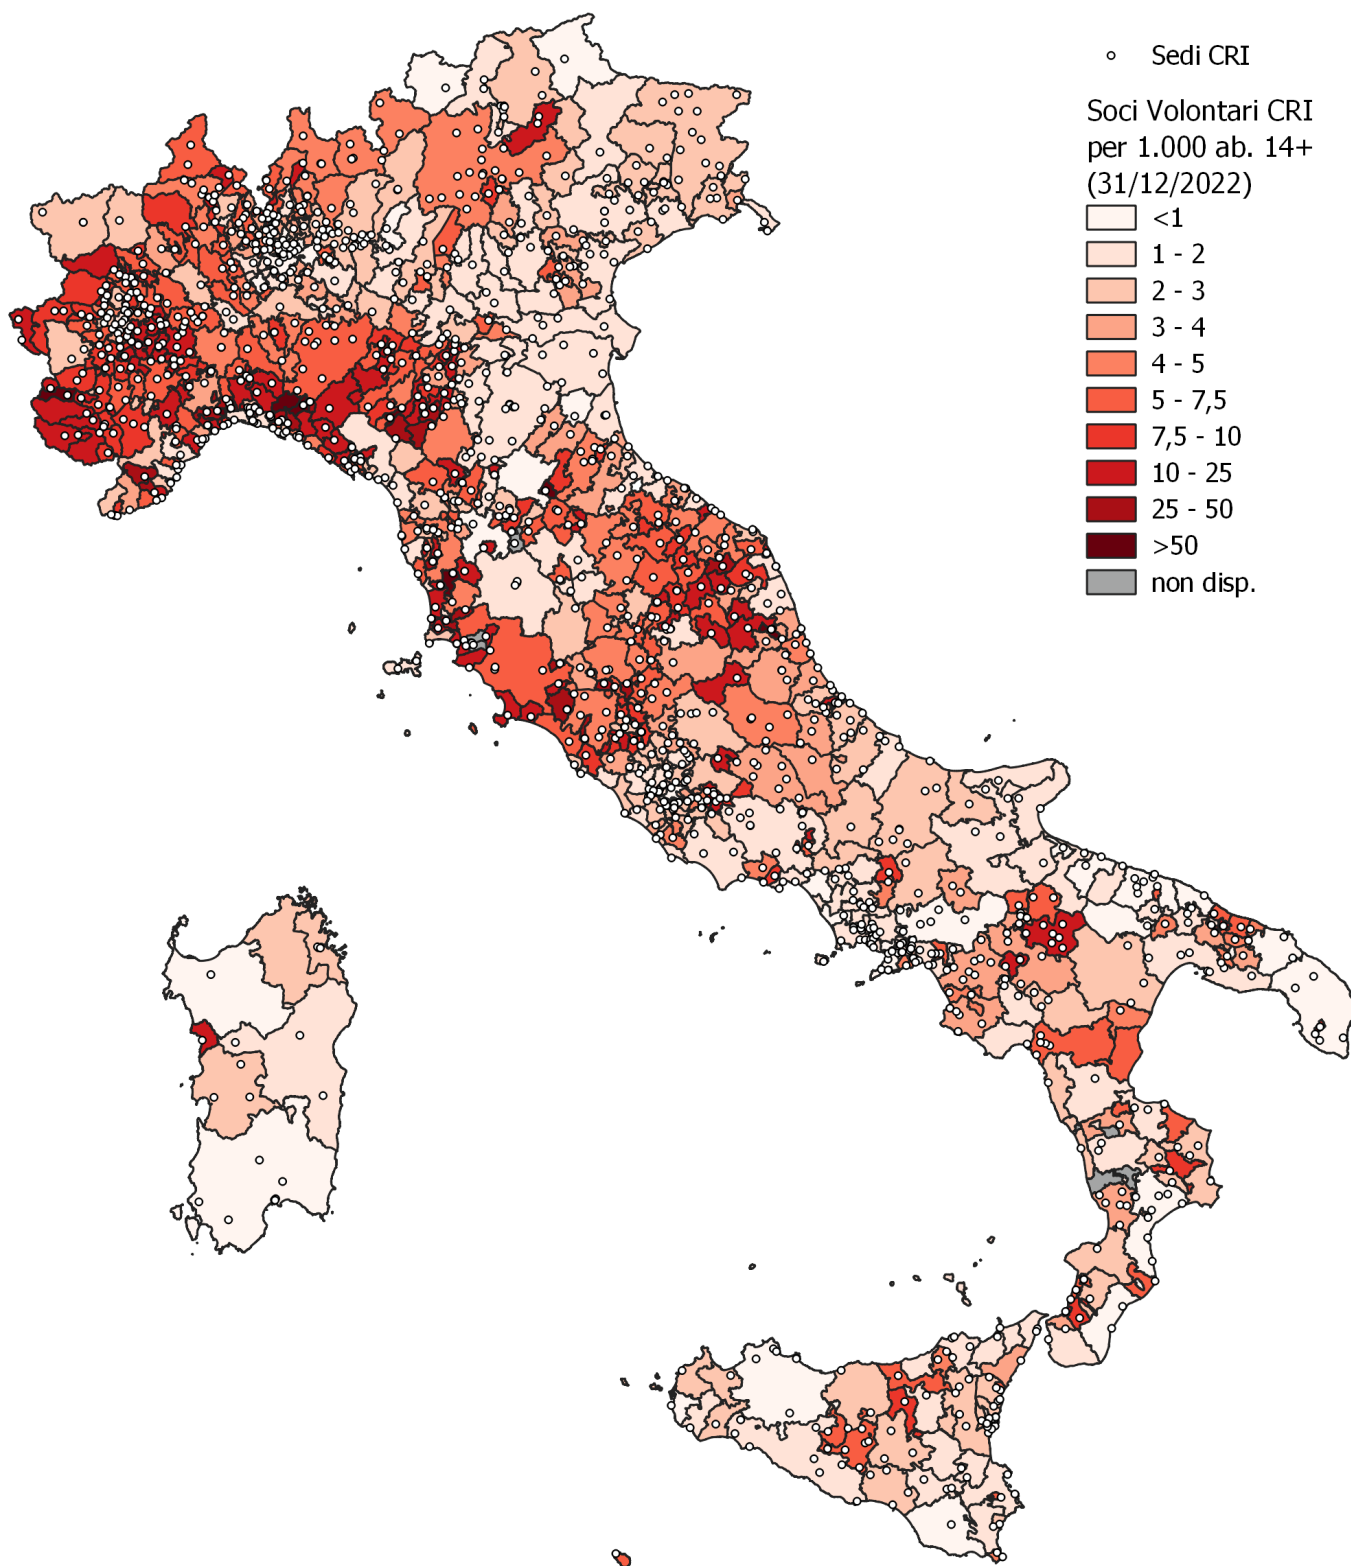 Sedi CRI
Soci Volontari CRI
per 1.000 ab. 14+
(31/12/2022)
<1
1 - 2
2 - 3
3 - 4
4 - 5
5 - 7,5
7,5 - 10
10 - 25
25 - 50
>50
non disp.